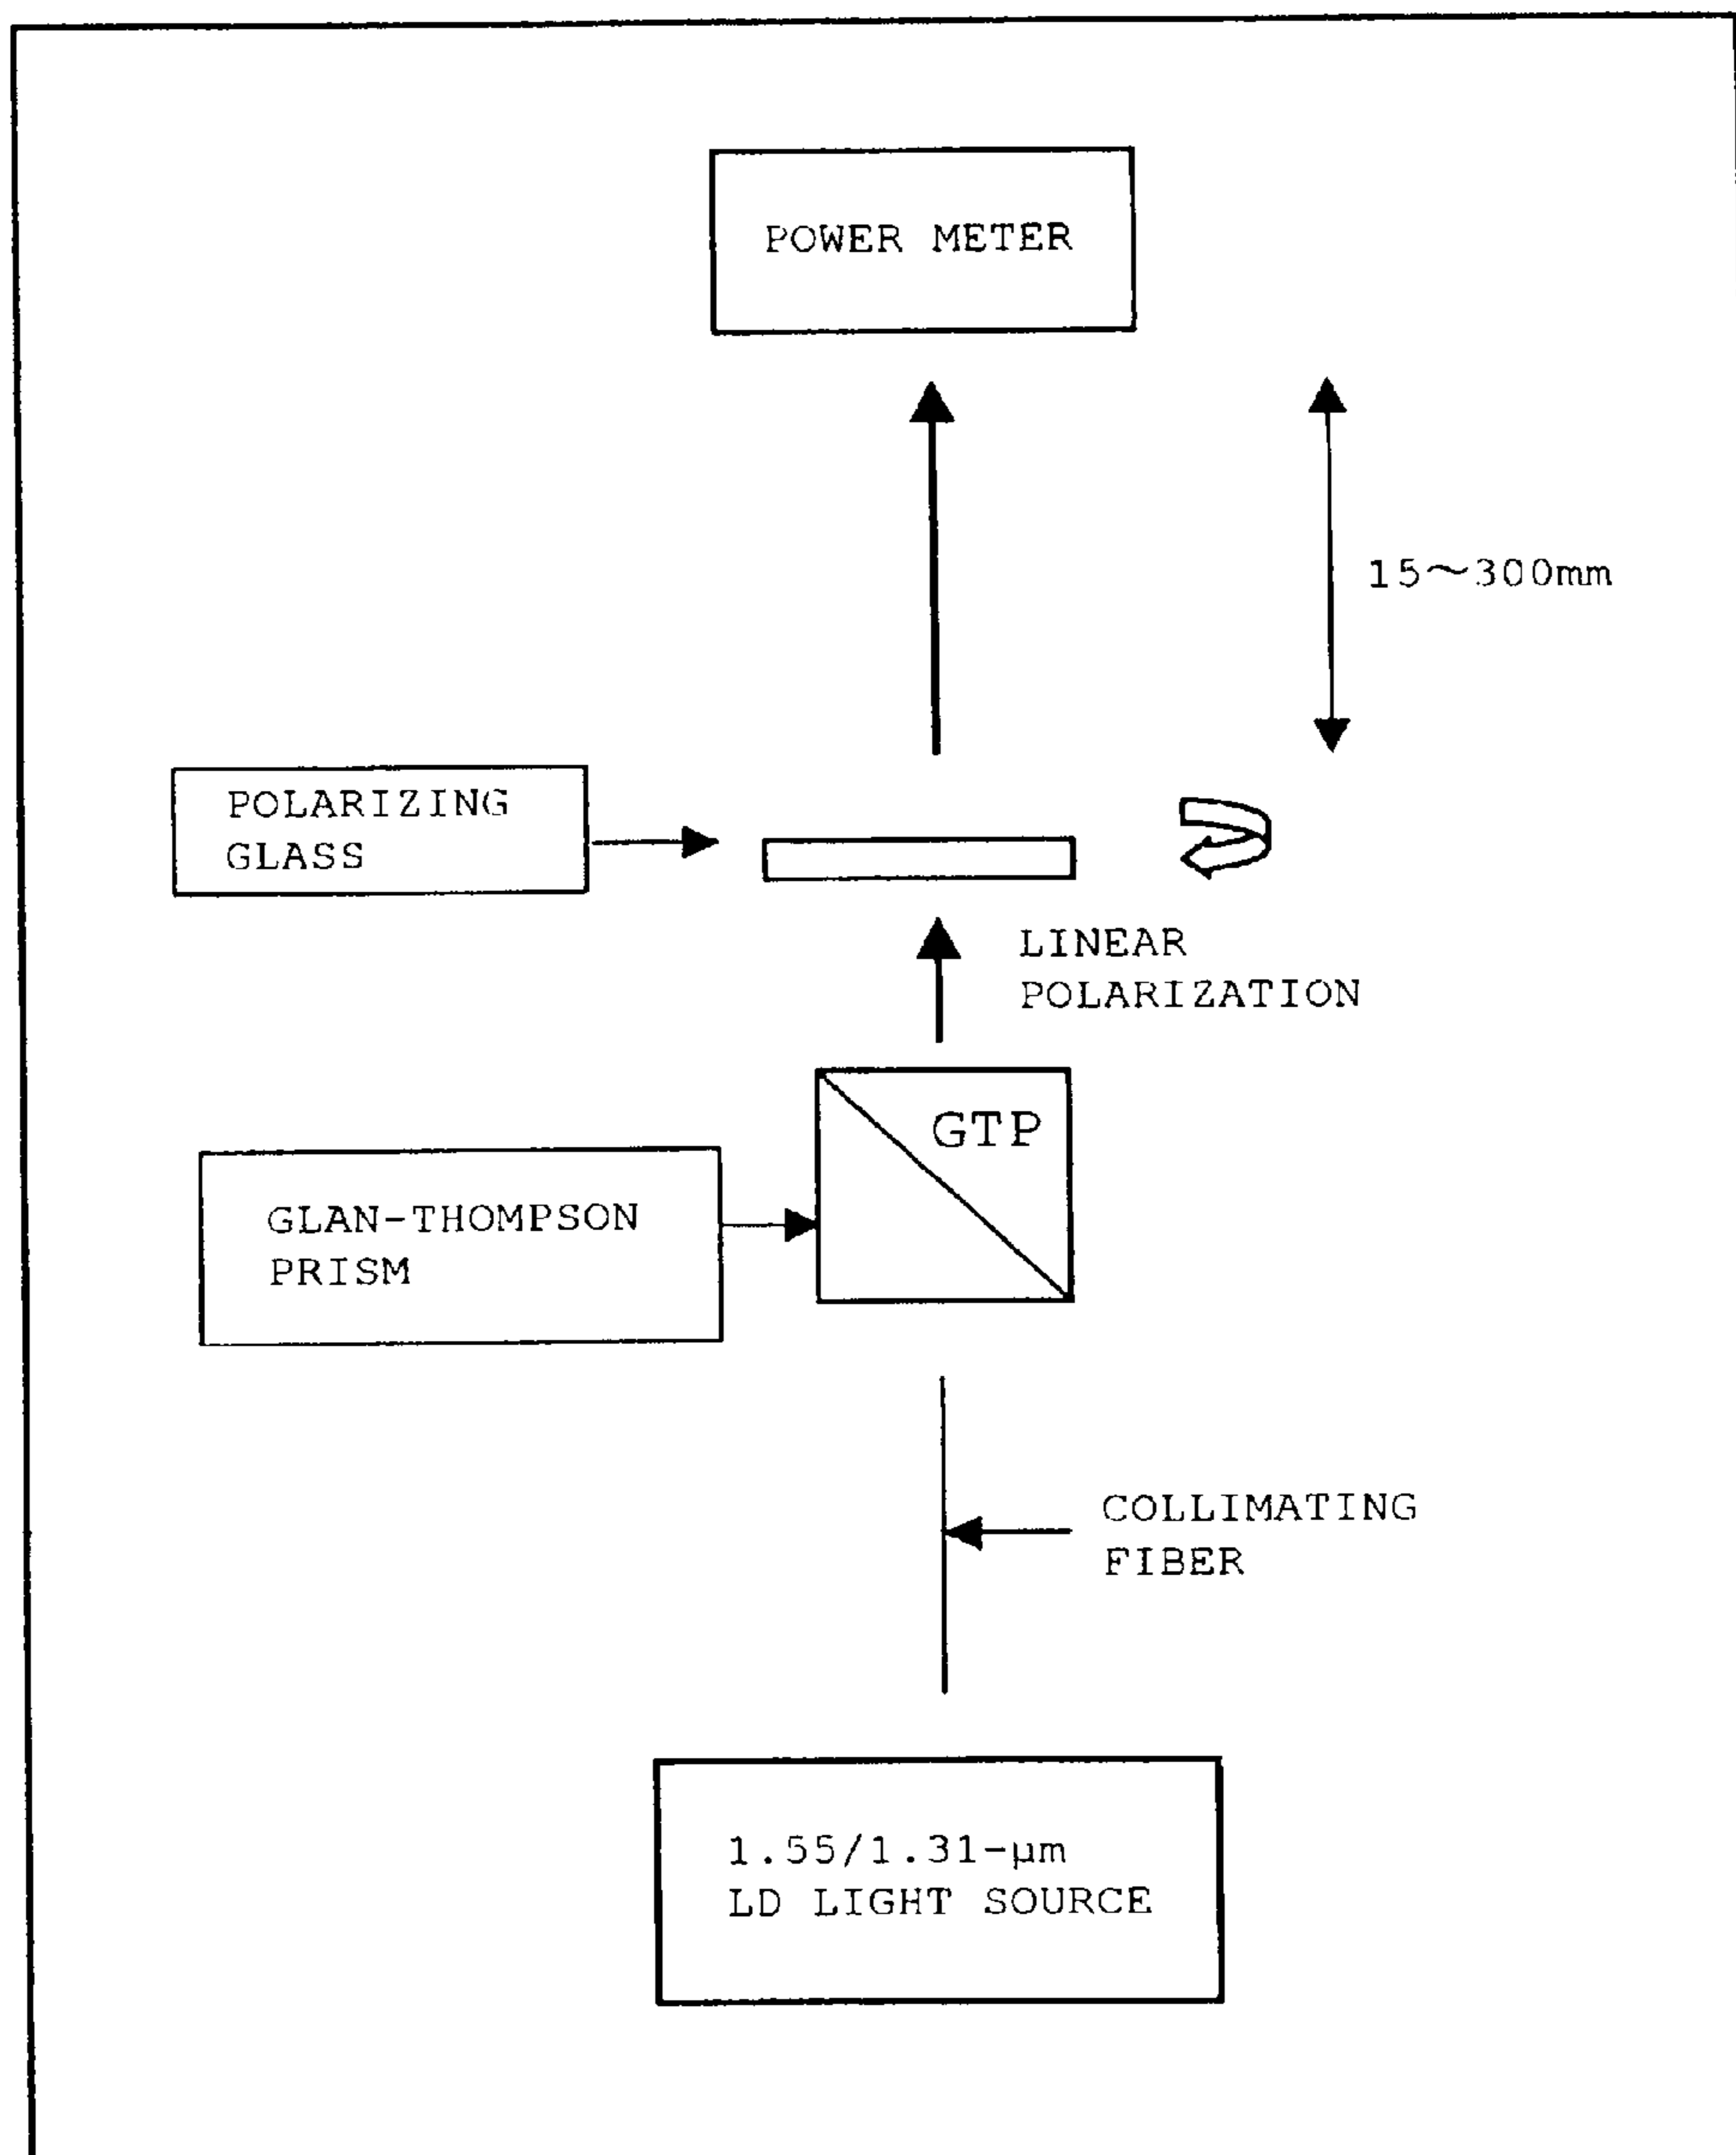 POWER METER
15～300mm
POLARIZING
GLASS
LINEAR
POLARIZATION
GTP
GLAN-THOMPSON
PRISM
COLLIMATING
FIBER
1.55/1.31-μm
LD LIGHT SOURCE